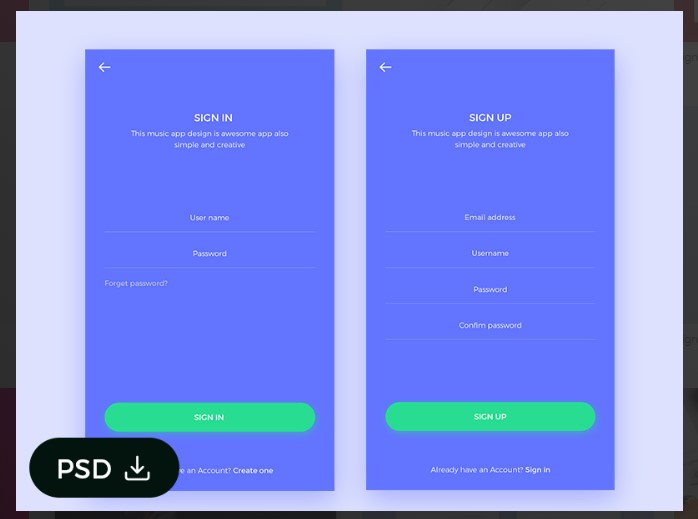 SIGN IN
This music app design is awesome app also
simple and creative
User name
Password
Forget password?
SIGN IN
an Account? Create one
SIGN UP
This music app design is awesome app also
simple and creative
Email address
Username
Password
Confim password
SIGN UP
Already have an Account? Sign in
PSD